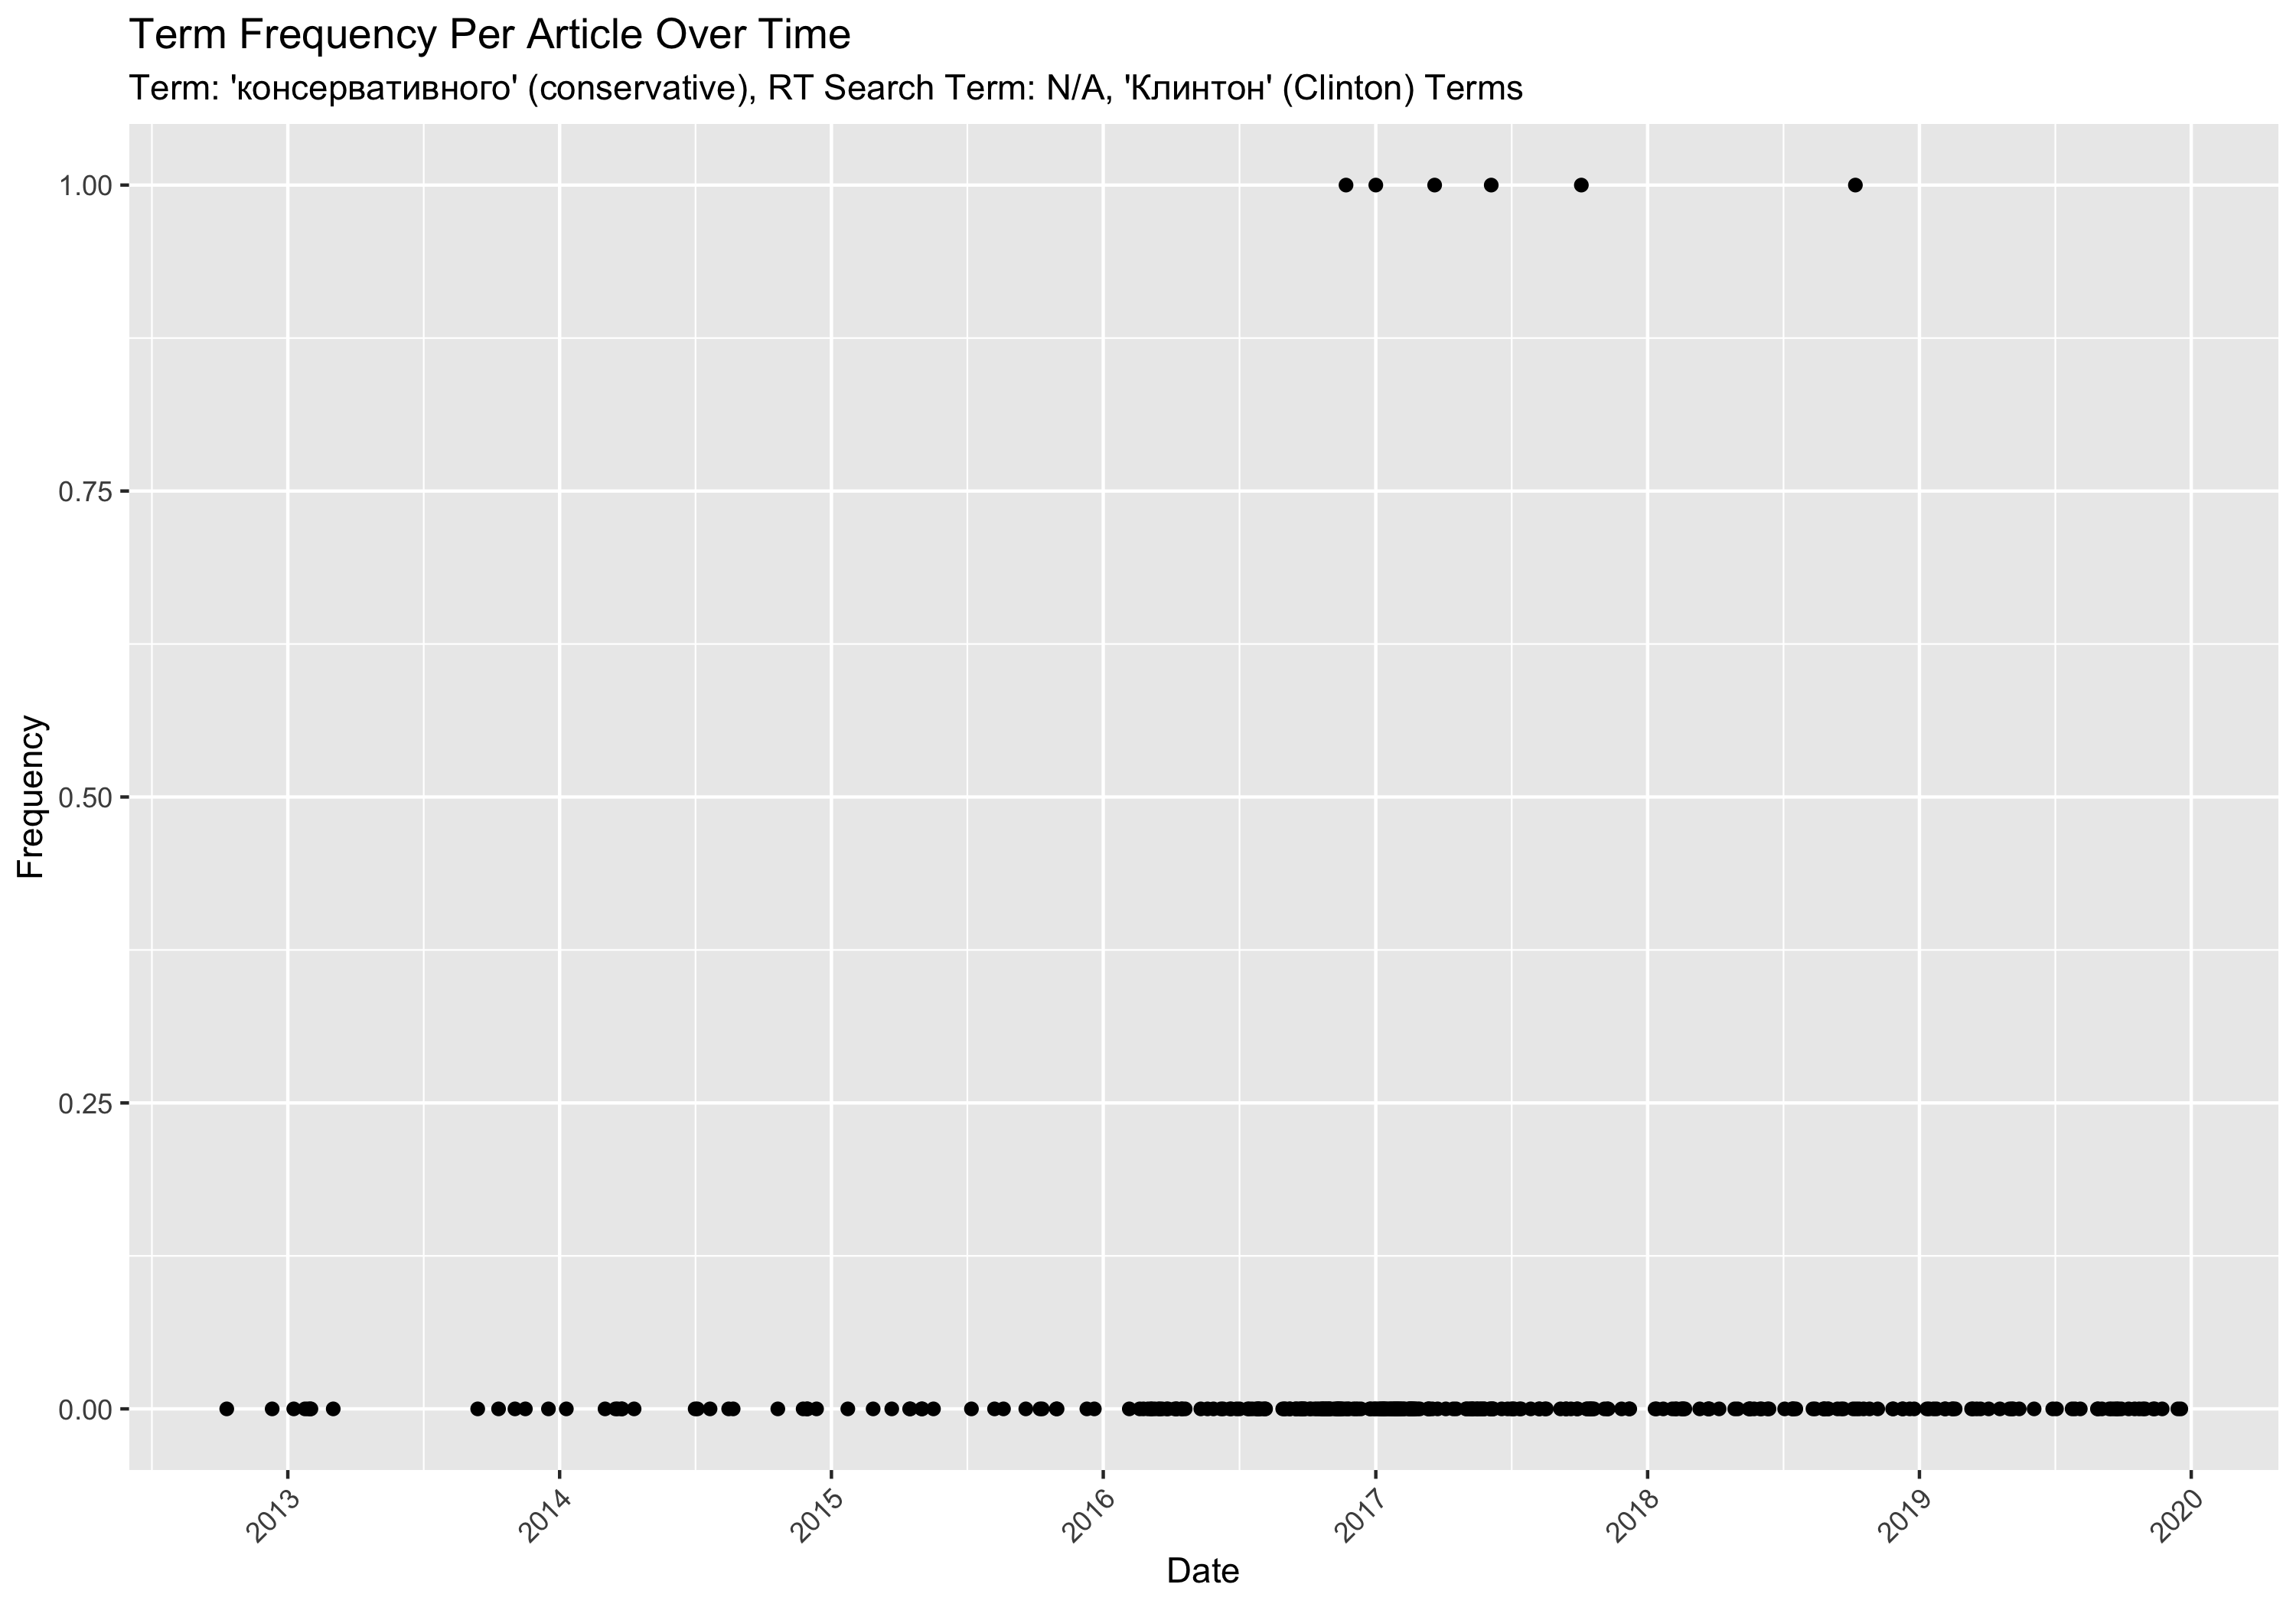 Term Frequency Per Article Over Time
Term: 'консервативного' (conservative), RT Search Term: N/A, 'Клинтон' (Clinton) Terms
1.00
0.75
0.50
0.25
0.00
Frequency
2013 2014 2015 2016 2017 2018 2019 2020
Date